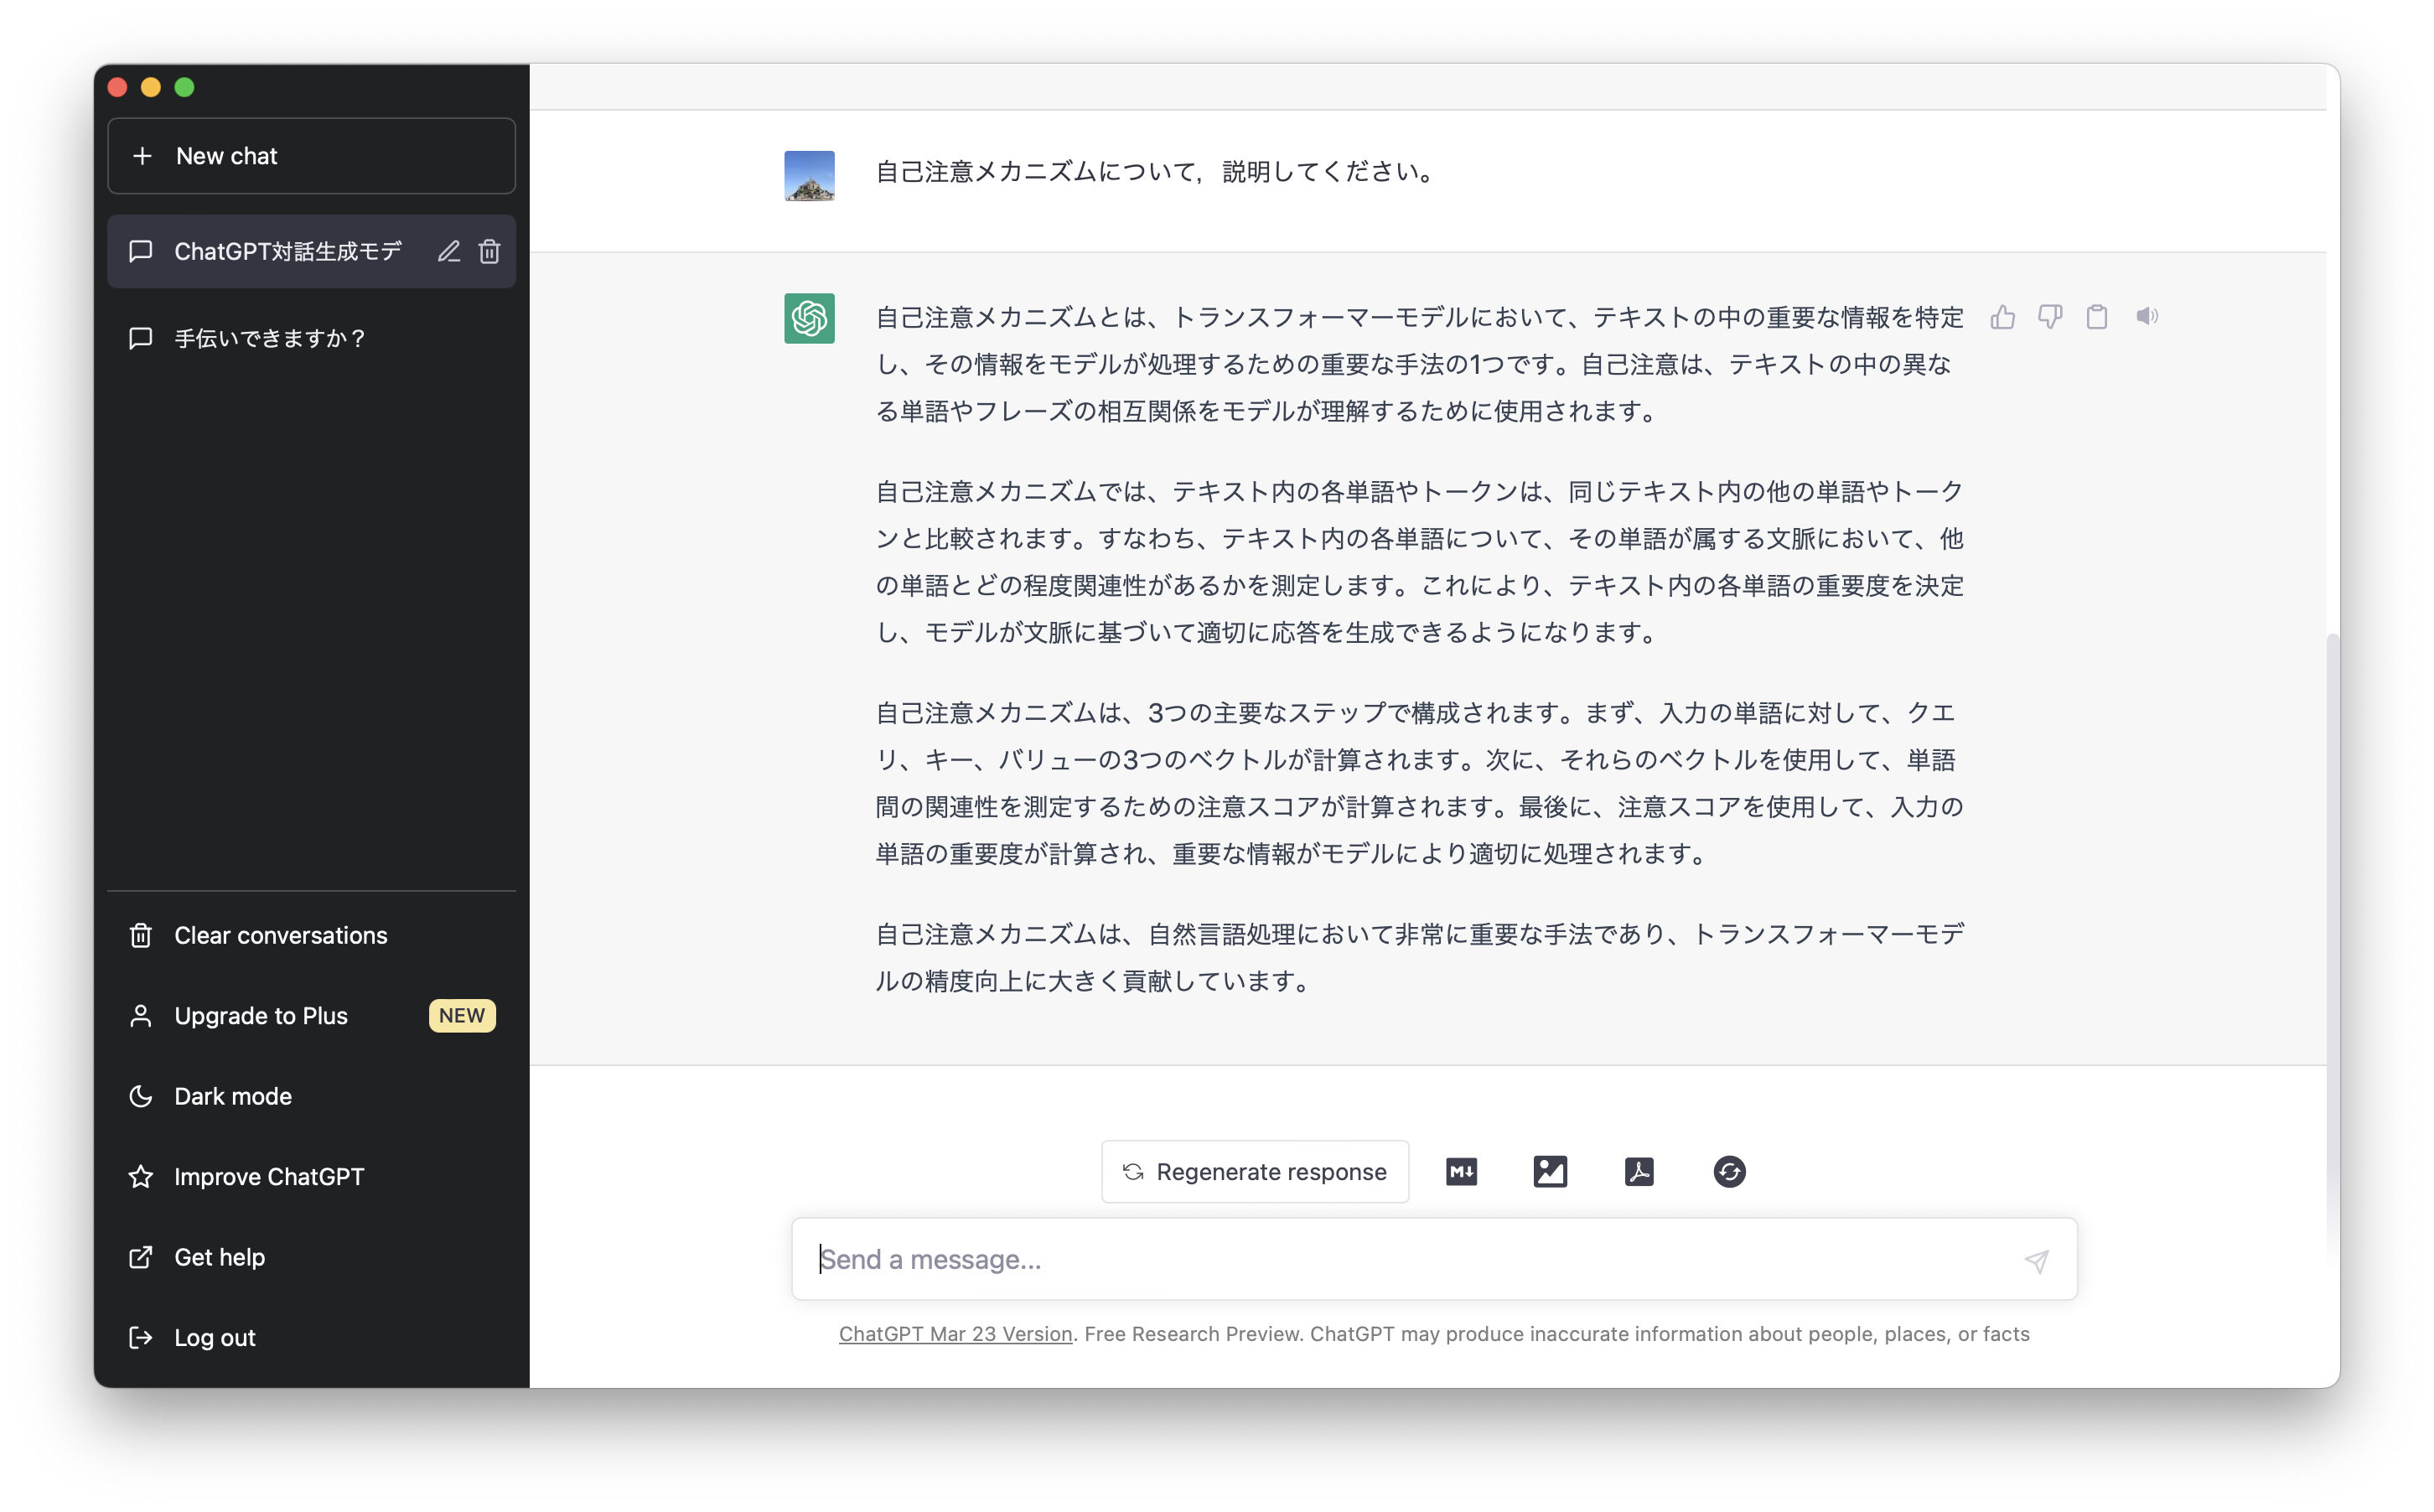 New chat
ChatGPT対話生成モデ
手伝いできますか？
Clear conversations
Upgrade to Plus NEW
Dark mode
Improve ChatGPT
Get help
Log out
自己注意メカニズムについて，説明してください。
自己注意メカニズムとは、トランスフォーマーモデルにおいて、テキストの中の重要な情報を特定
し、その情報をモデルが処理するための重要な手法の1つです。自己注意は、テキストの中の異な
る単語やフレーズの相互関係をモデルが理解するために使用されます。
自己注意メカニズムでは、テキスト内の各単語やトークンは、同じテキスト内の他の単語やトーク
ンと比較されます。すなわち、テキスト内の各単語について、その単語が属する文脈において、他
の単語とどの程度関連性があるかを測定します。これにより、テキスト内の各単語の重要度を決定
し、モデルが文脈に基づいて適切に応答を生成できるようになります。
自己注意メカニズムは、3つの主要なステップで構成されます。まず、入力の単語に対して、クエ
リ、キー、バリューの3つのベクトルが計算されます。次に、それらのベクトルを使用して、単語
間の関連性を測定するための注意スコアが計算されます。最後に、注意スコアを使用して、入力の
単語の重要度が計算され、重要な情報がモデルにより適切に処理されます。
自己注意メカニズムは、自然言語処理において非常に重要な手法であり、トランスフォーマーモデ
ルの精度向上に大きく貢献しています。
Regenerate response M↓
Send a message...
ChatGPT Mar 23 Version. Free Research Preview. ChatGPT may produce inaccurate information about people, places, or facts